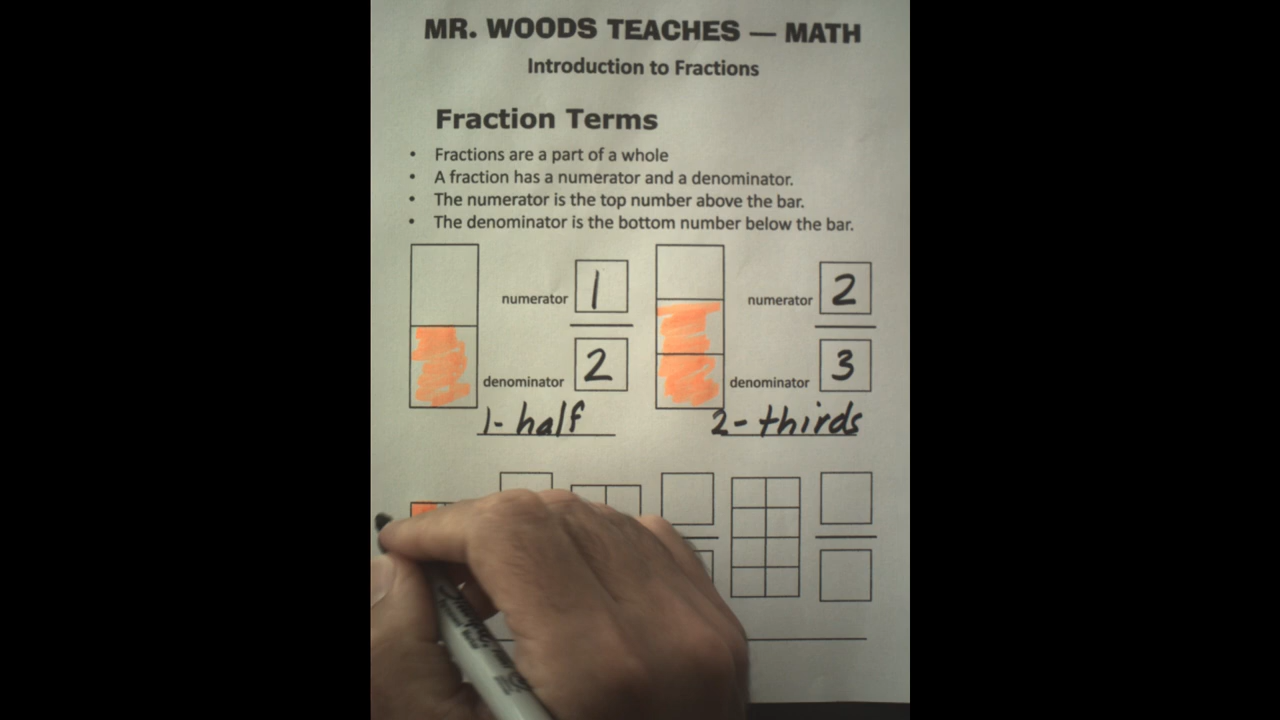 MR. WOODS TEACHES — MATH
Introduction to Fractions
Fraction Terms
• Fractions are a part of a whole
• A fraction has a numerator and a denominator.
• The numerator is the top number above the bar.
• The denominator is the bottom number below the bar.
numerator 1
denominator 2
1- half
numerator 2
denominator 3
2- thirds